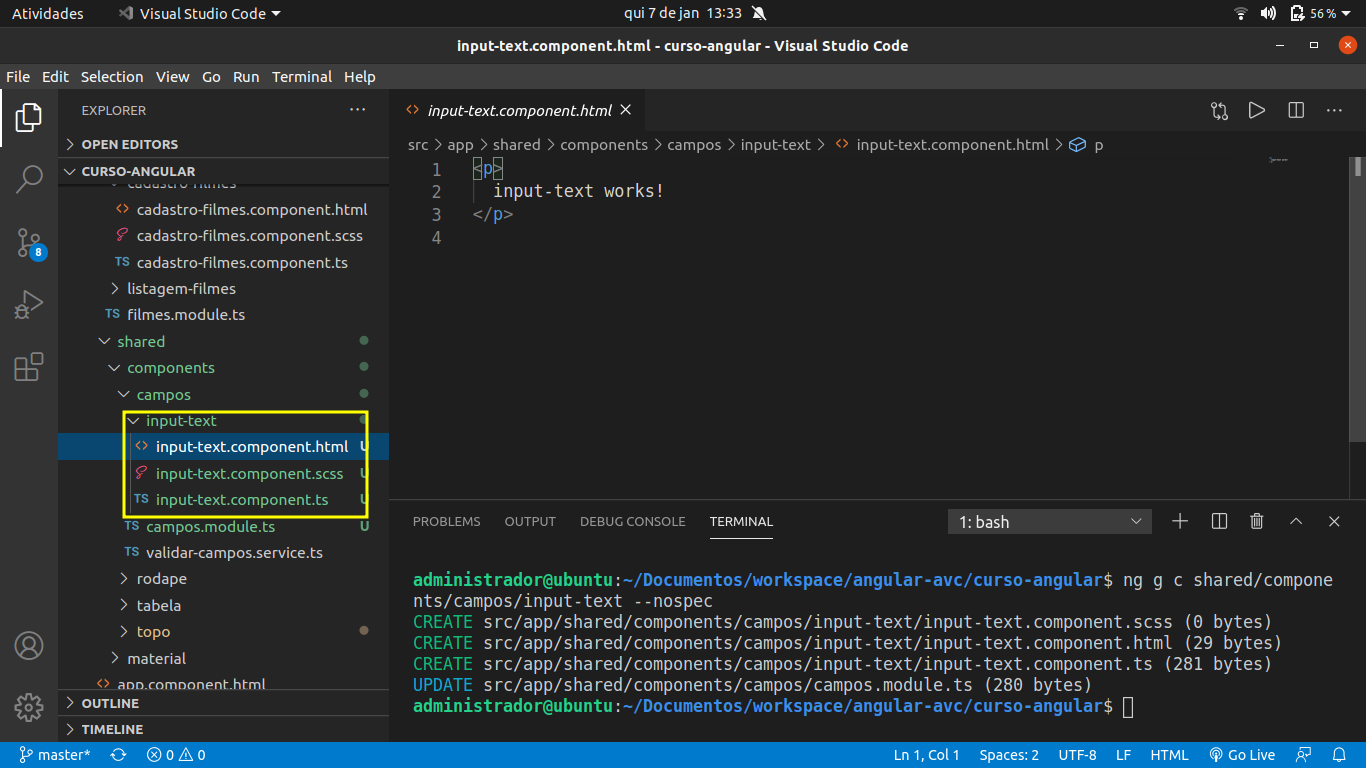 Atividades
Visual Studio Code
qui 7 de jan 13:33
56 %
input-text.component.html - curso-angular - Visual Studio Code
File Edit Selection View Go Run Terminal Help
EXPLORER
OPEN EDITORS
CURSO-ANGULAR
cadastro-filmes
cadastro-filmes.component.html
cadastro-filmes.component.scss
TS cadastro-filmes.component.ts
listagem-filmes
TS filmes.module.ts
shared
components
campos
input-text
input-text.component.html U
input-text.component.scss U
TS input-text.component.ts U
TS campos.module.ts U
TS validar-campos.service.ts
rodape
tabela
topo
material
app.component.html
OUTLINE
TIMELINE
8
input-text.component.html
src > app > shared > components > campos > input-text > input-text.component.html > p
1 <p>
2 input-text works!
3 </p>
4
PROBLEMS OUTPUT DEBUG CONSOLE TERMINAL 1: bash
administrador@ubuntu:~/Documentos/workspace/angular-avc/curso-angular$ ng g c shared/compone
nts/campos/input-text --nospec
CREATE src/app/shared/components/campos/input-text/input-text.component.scss (0 bytes)
CREATE src/app/shared/components/campos/input-text/input-text.component.html (29 bytes)
CREATE src/app/shared/components/campos/input-text/input-text.component.ts (281 bytes)
UPDATE src/app/shared/components/campos/campos.module.ts (280 bytes)
administrador@ubuntu:~/Documentos/workspace/angular-avc/curso-angular$
master* 0 0 Ln 1, Col 1 Spaces: 2 UTF-8 LF HTML Go Live